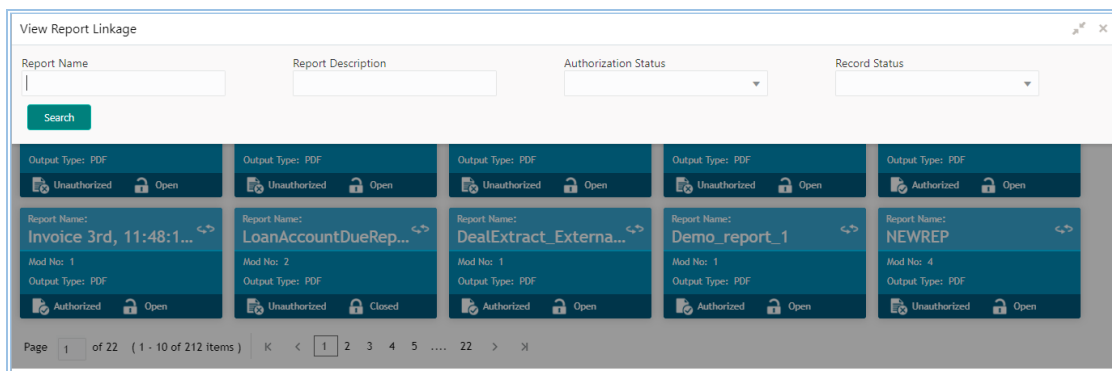 View Report Linkage
Report Name Report Description Authorization Status Record Status
Search
Output Type: PDF Output Type: PDF Output Type: PDF Output Type: PDF Output Type: PDF
Unauthorized Open Unauthorized Open Unauthorized Open Unauthorized Open Authorized Open
Report Name: Report Name: Report Name: Report Name: Report Name:
Invoice 3rd, 11:48:1... LoanAccountDueRep... DealExtract_Externa... Demo_report_1 NEWREP
Mod No: 1 Mod No: 2 Mod No: 1 Mod No: 1 Mod No: 4
Output Type: PDF Output Type: PDF Output Type: PDF Output Type: PDF Output Type: PDF
Authorized Open Unauthorized Closed Authorized Open Authorized Open Unauthorized Open
Page 1 of 22 ( 1 - 10 of 212 items ) 1 2 3 4 5 .... 22